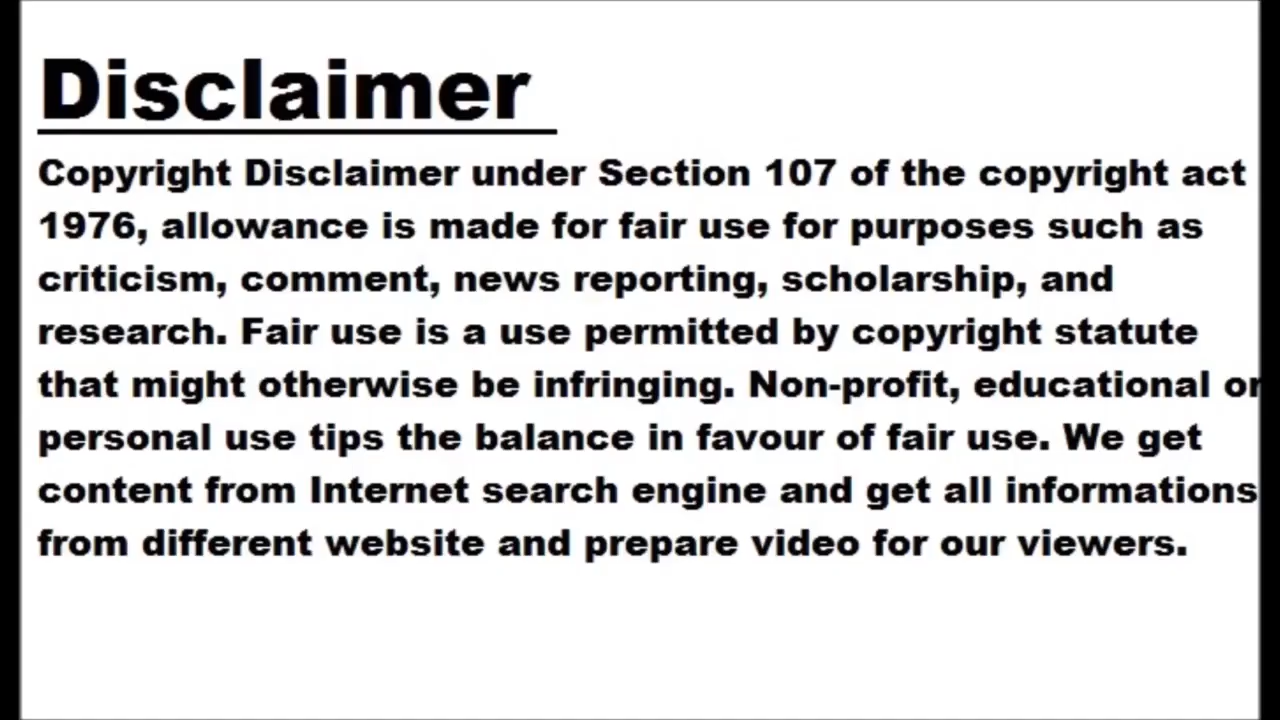 Disclaimer
Copyright Disclaimer under Section 107 of the copyright act
1976, allowance is made for fair use for purposes such as
criticism, comment, news reporting, scholarship, and
research. Fair use is a use permitted by copyright statute
that might otherwise be infringing. Non-profit, educational or
personal use tips the balance in favour of fair use. We get
content from Internet search engine and get all informations
from different website and prepare video for our viewers.